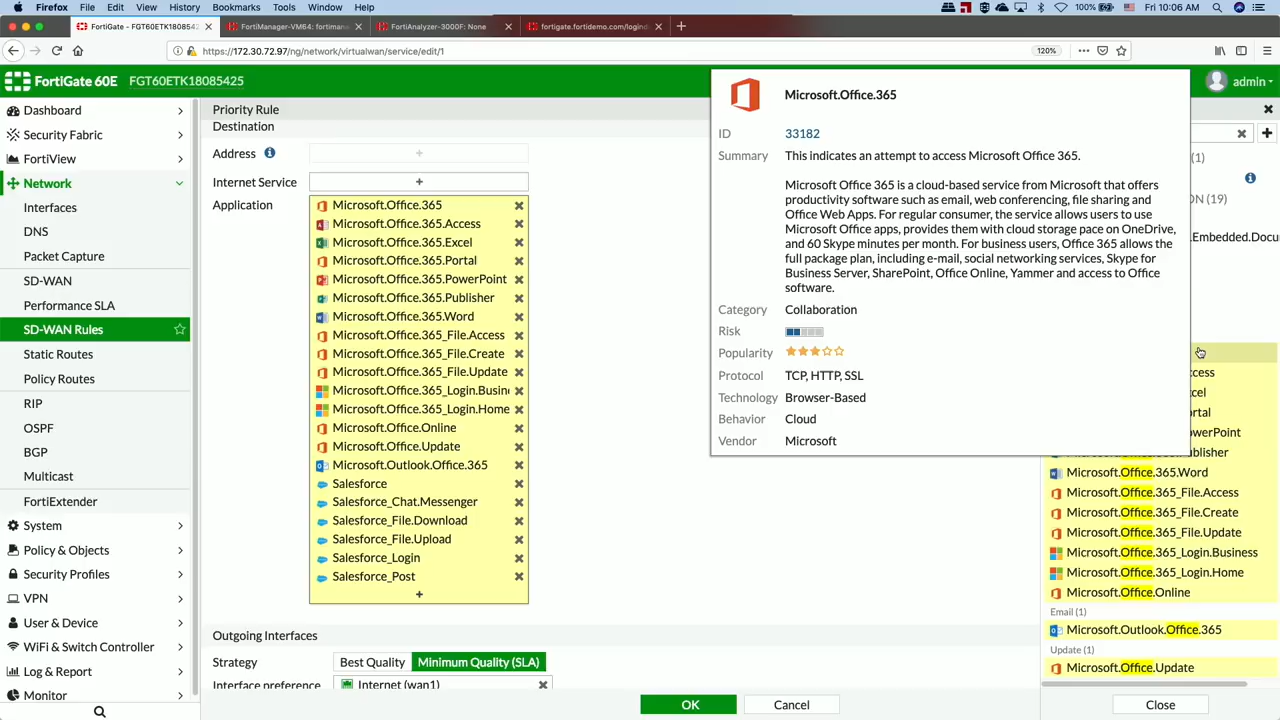 Firefox File Edit View History Bookmarks Tools Window Help
100% Fri 10:06 AM
FortiGate - FGT60ETK18085425
FortiManager-VM64: fortimana
FortiAnalyzer-3000F: None
fortigate.fortidemo.com/logind
https://172.30.72.97/ng/network/virtualwan/service/edit/1
120%
FortiGate 60E FGT60ETK18085425
admin
Dashboard
Security Fabric
FortiView
Network
Interfaces
DNS
Packet Capture
SD-WAN
Performance SLA
SD-WAN Rules
Static Routes
Policy Routes
RIP
OSPF
BGP
Multicast
FortiExtender
System
Policy & Objects
Security Profiles
VPN
User & Device
WiFi & Switch Controller
Log & Report
Monitor
Priority Rule
Destination
Address
Internet Service
Application
Microsoft.Office.365
Microsoft.Office.365.Access
Microsoft.Office.365.Excel
Microsoft.Office.365.Portal
Microsoft.Office.365.PowerPoint
Microsoft.Office.365.Publisher
Microsoft.Office.365.Word
Microsoft.Office.365_File.Access
Microsoft.Office.365_File.Create
Microsoft.Office.365_File.Update
Microsoft.Office.365_Login.Busin
Microsoft.Office.365_Login.Home
Microsoft.Office.Online
Microsoft.Office.Update
Microsoft.Outlook.Office.365
Salesforce
Salesforce_Chat.Messenger
Salesforce_File.Download
Salesforce_File.Upload
Salesforce_Login
Salesforce_Post
Outgoing Interfaces
Strategy Best Quality Minimum Quality (SLA)
Interface preference Internet (wan1)
OK Cancel
Microsoft.Office.365
ID 33182
Summary This indicates an attempt to access Microsoft Office 365.
Microsoft Office 365 is a cloud-based service from Microsoft that offers
productivity software such as email, web conferencing, file sharing and
Office Web Apps. For regular consumer, the service allows users to use
Microsoft Office apps, provides them with cloud storage pace on OneDrive,
and 60 Skype minutes per month. For business users, Office 365 allows the
full package plan, including e-mail, social networking services, Skype for
Business Server, SharePoint, Office Online, Yammer and access to Office
software.
Category Collaboration
Risk
Popularity
Protocol TCP, HTTP, SSL
Technology Browser-Based
Behavior Cloud
Vendor Microsoft
(1)
ON (19)
.Embedded.Docu
ccess
cel
ortal
owerPoint
ublisher
Microsoft.Office.365.Word
Microsoft.Office.365_File.Access
Microsoft.Office.365_File.Create
Microsoft.Office.365_File.Update
Microsoft.Office.365_Login.Business
Microsoft.Office.365_Login.Home
Microsoft.Office.Online
Email (1)
Microsoft.Outlook.Office.365
Update (1)
Microsoft.Office.Update
Close